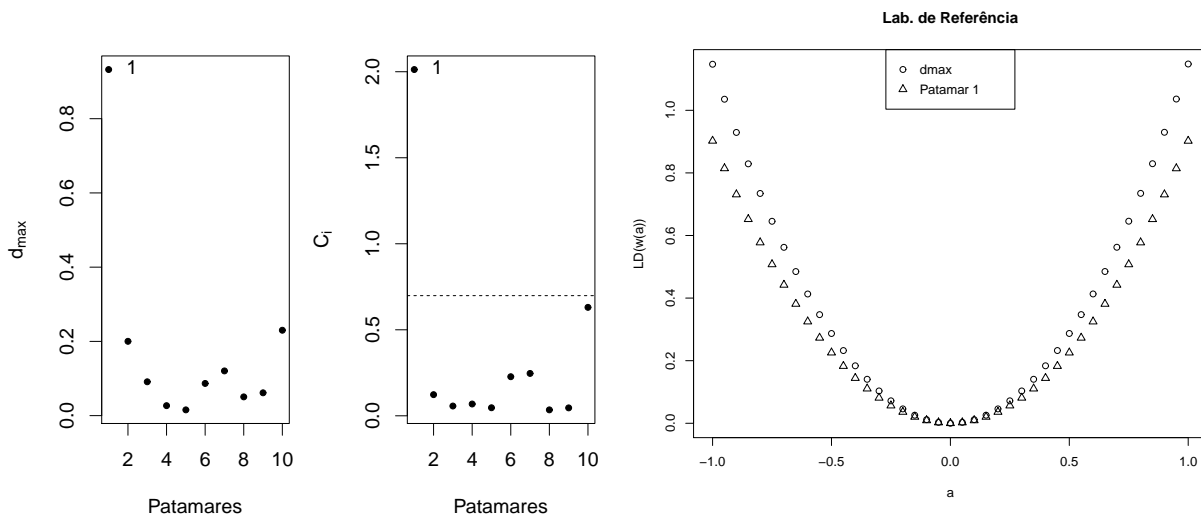 d_max
0.0 0.2 0.4 0.6 0.8
1
2 4 6 8 10
Patamares
C_i
0.0 0.5 1.0 1.5 2.0
1
2 4 6 8 10
Patamares
Lab. de Referência
dmax
Patamar 1
LD(w(a))
0.0 0.2 0.4 0.6 0.8 1.0
−1.0 −0.5 0.0 0.5 1.0
a